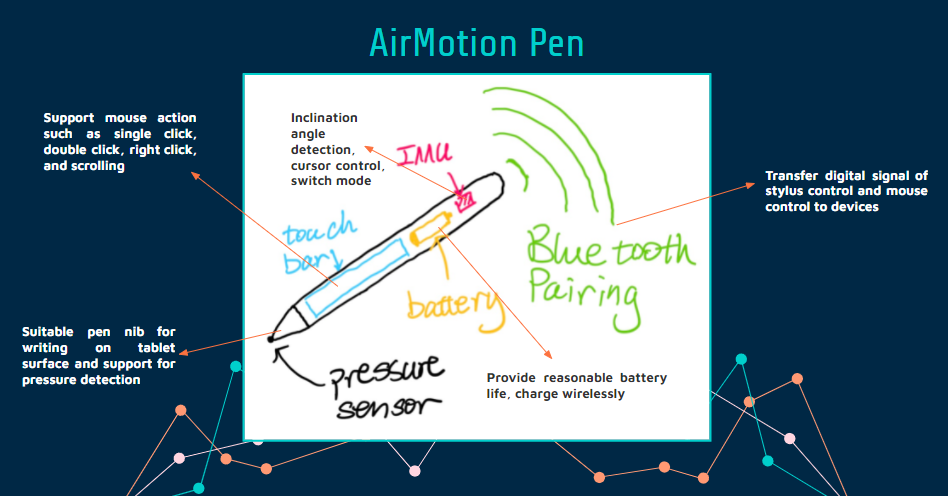 AirMotion Pen
Support mouse action
such as single click,
double click, right click,
and scrolling
Inclination
angle
detection,
cursor control,
switch mode
IMU
Transfer digital signal of
stylus control and mouse
control to devices
touch
bar
Bluetooth
Pairing
battery
Suitable pen nib for
writing on tablet
surface and support for
pressure detection
pressure
sensor
Provide reasonable battery
life, charge wirelessly